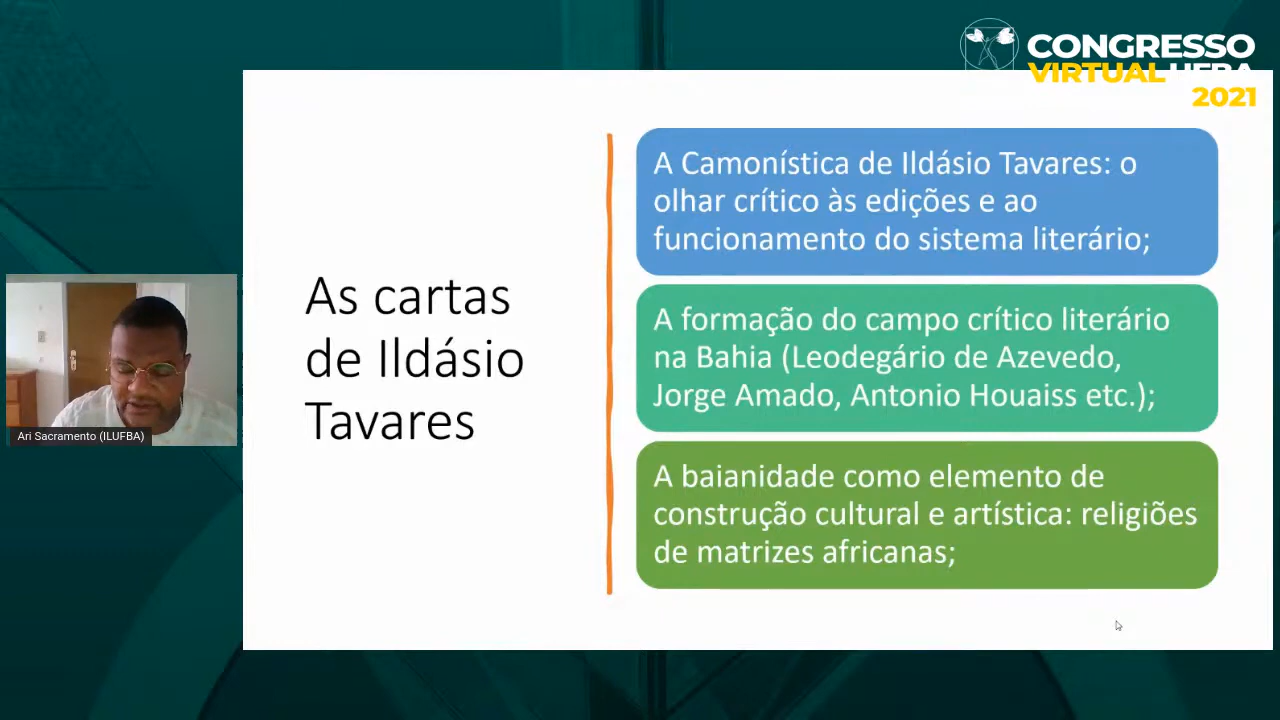 CONGRESSO
VIRTUAL UFBA
2021
As cartas
de Ildásio
Tavares
A Camonística de Ildásio Tavares: o
olhar crítico às edições e ao
funcionamento do sistema literário;
A formação do campo crítico literário
na Bahia (Leodegário de Azevedo,
Jorge Amado, Antonio Houaiss etc.);
A baianidade como elemento de
construção cultural e artística: religiões
de matrizes africanas;
Ari Sacramento (ILUFBA)